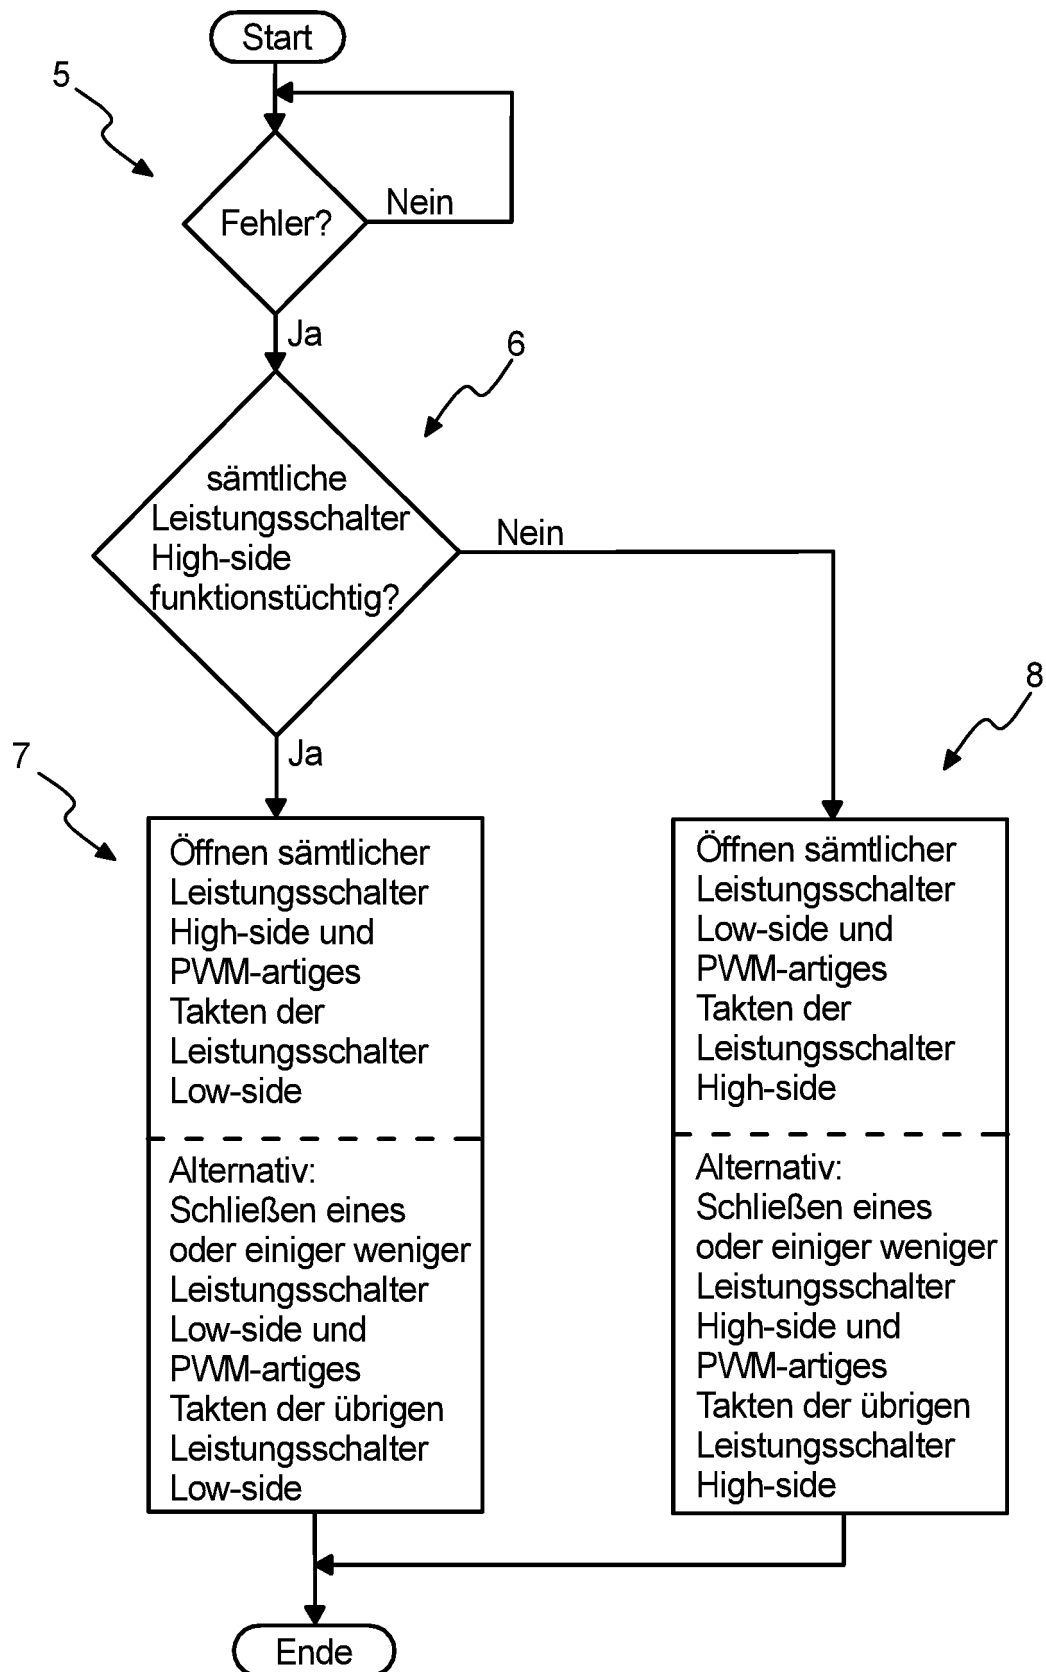 Start
5
Fehler?
Nein
Ja
6
sämtliche
Leistungsschalter
High-side
funktionstüchtig?
Nein
Ja
7
8
Öffnen sämtlicher
Leistungsschalter
High-side und
PWM-artiges
Takten der
Leistungsschalter
Low-side
Alternativ:
Schließen eines
oder einiger weniger
Leistungsschalter
Low-side und
PWM-artiges
Takten der übrigen
Leistungsschalter
Low-side
Öffnen sämtlicher
Leistungsschalter
Low-side und
PWM-artiges
Takten der
Leistungsschalter
High-side
Alternativ:
Schließen eines
oder einiger weniger
Leistungsschalter
High-side und
PWM-artiges
Takten der übrigen
Leistungsschalter
High-side
Ende